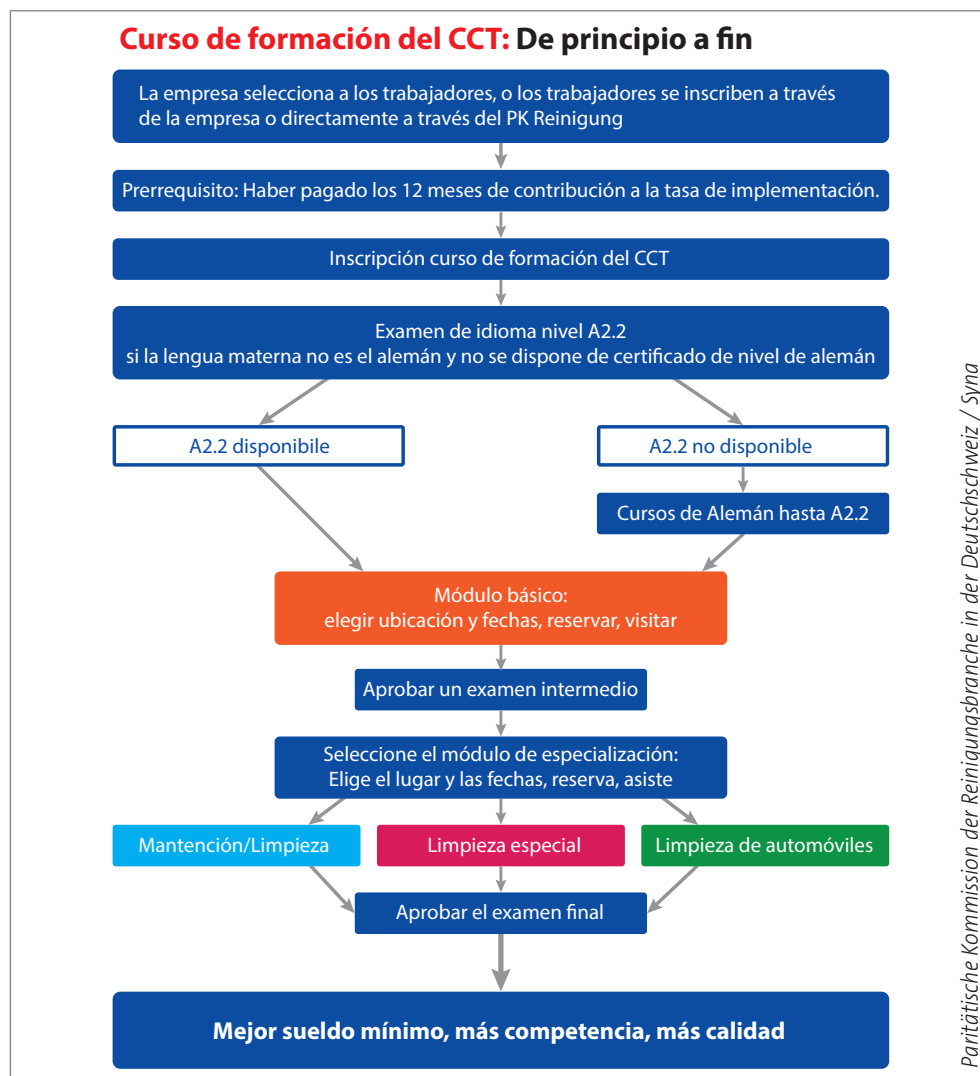 Curso de formación del CCT: De principio a fin
La empresa selecciona a los trabajadores, o los trabajadores se inscriben a través
de la empresa o directamente a través del PK Reinigung
Prerrequisito: Haber pagado los 12 meses de contribución a la tasa de implementación.
Inscripción curso de formación del CCT
Examen de idioma nivel A2.2
si la lengua materna no es el alemán y no se dispone de certificado de nivel de alemán
A2.2 disponibile
A2.2 no disponible
Cursos de Alemán hasta A2.2
Módulo básico:
elegir ubicación y fechas, reservar, visitar
Aprobar un examen intermedio
Seleccione el módulo de especialización:
Elige el lugar y las fechas, reserva, asiste
Mantención/Limpieza
Limpieza especial
Limpieza de automóviles
Aprobar el examen final
Mejor sueldo mínimo, más competencia, más calidad
Paritätische Kommission der Reinigungsbranche in der Deutschschweiz / Syna